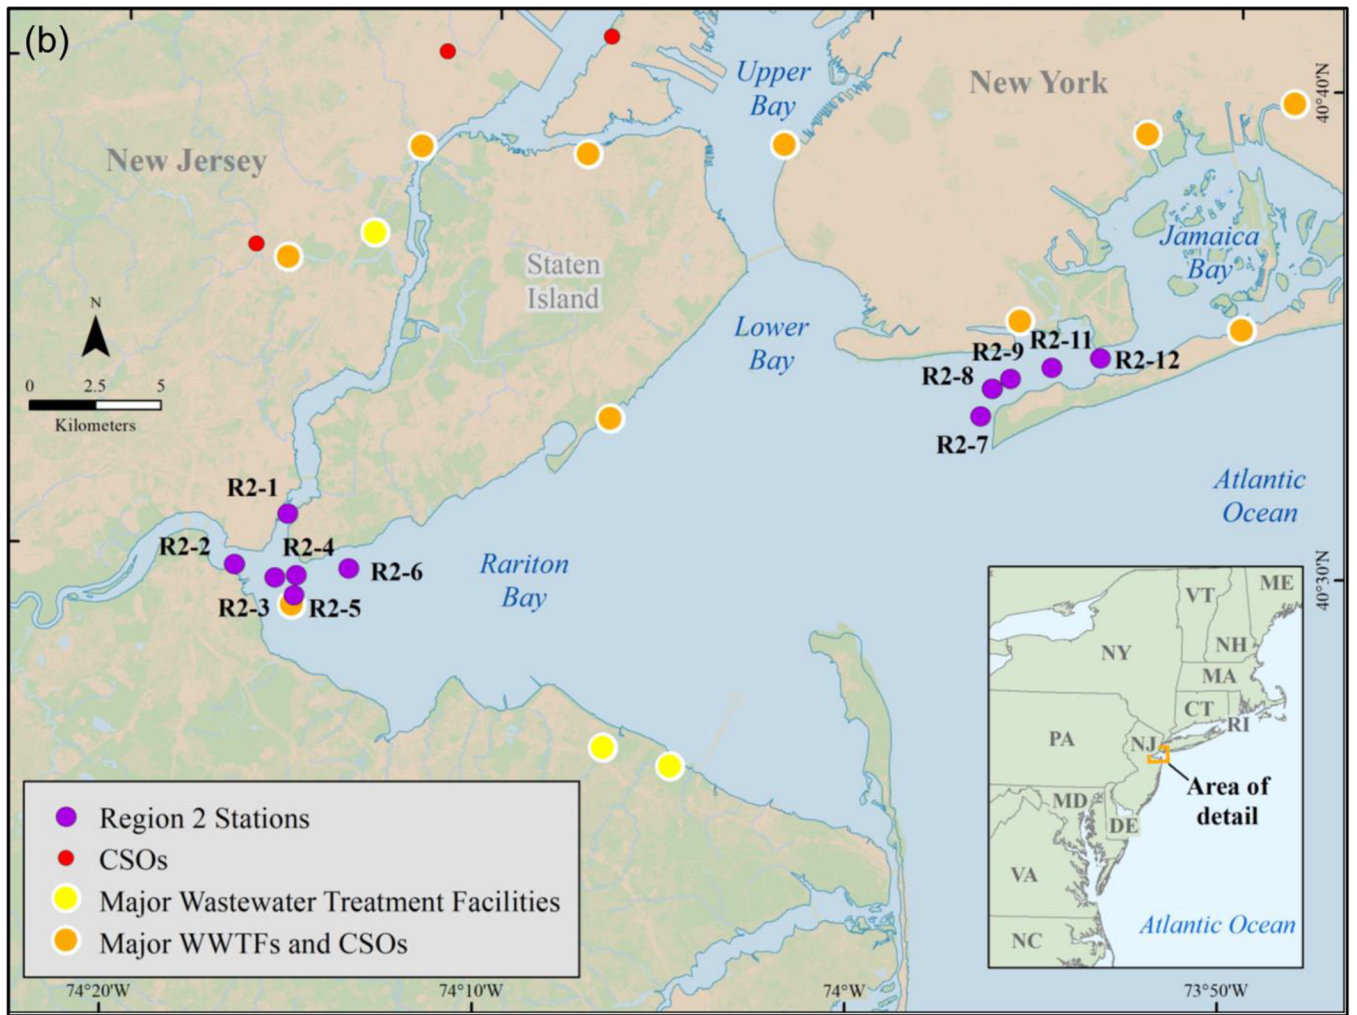 (b)
Upper
Bay
New York
40°40'N
New Jersey
Jamaica
Bay
Staten
Island
N
Lower
Bay
R2-11
R2-9
R2-12
R2-8
0 2.5 5
Kilometers
R2-7
R2-1
Atlantic
Ocean
R2-2
R2-4
Rariton
Bay
R2-6
R2-3
R2-5
40°30'N
ME
VT
NH
NY
MA
CT
RI
PA
NJ
Area of
detail
MD
DE
VA
Atlantic Ocean
NC
Region 2 Stations
CSOs
Major Wastewater Treatment Facilities
Major WWTFs and CSOs
74°20'W
74°10'W
74°W
73°50'W